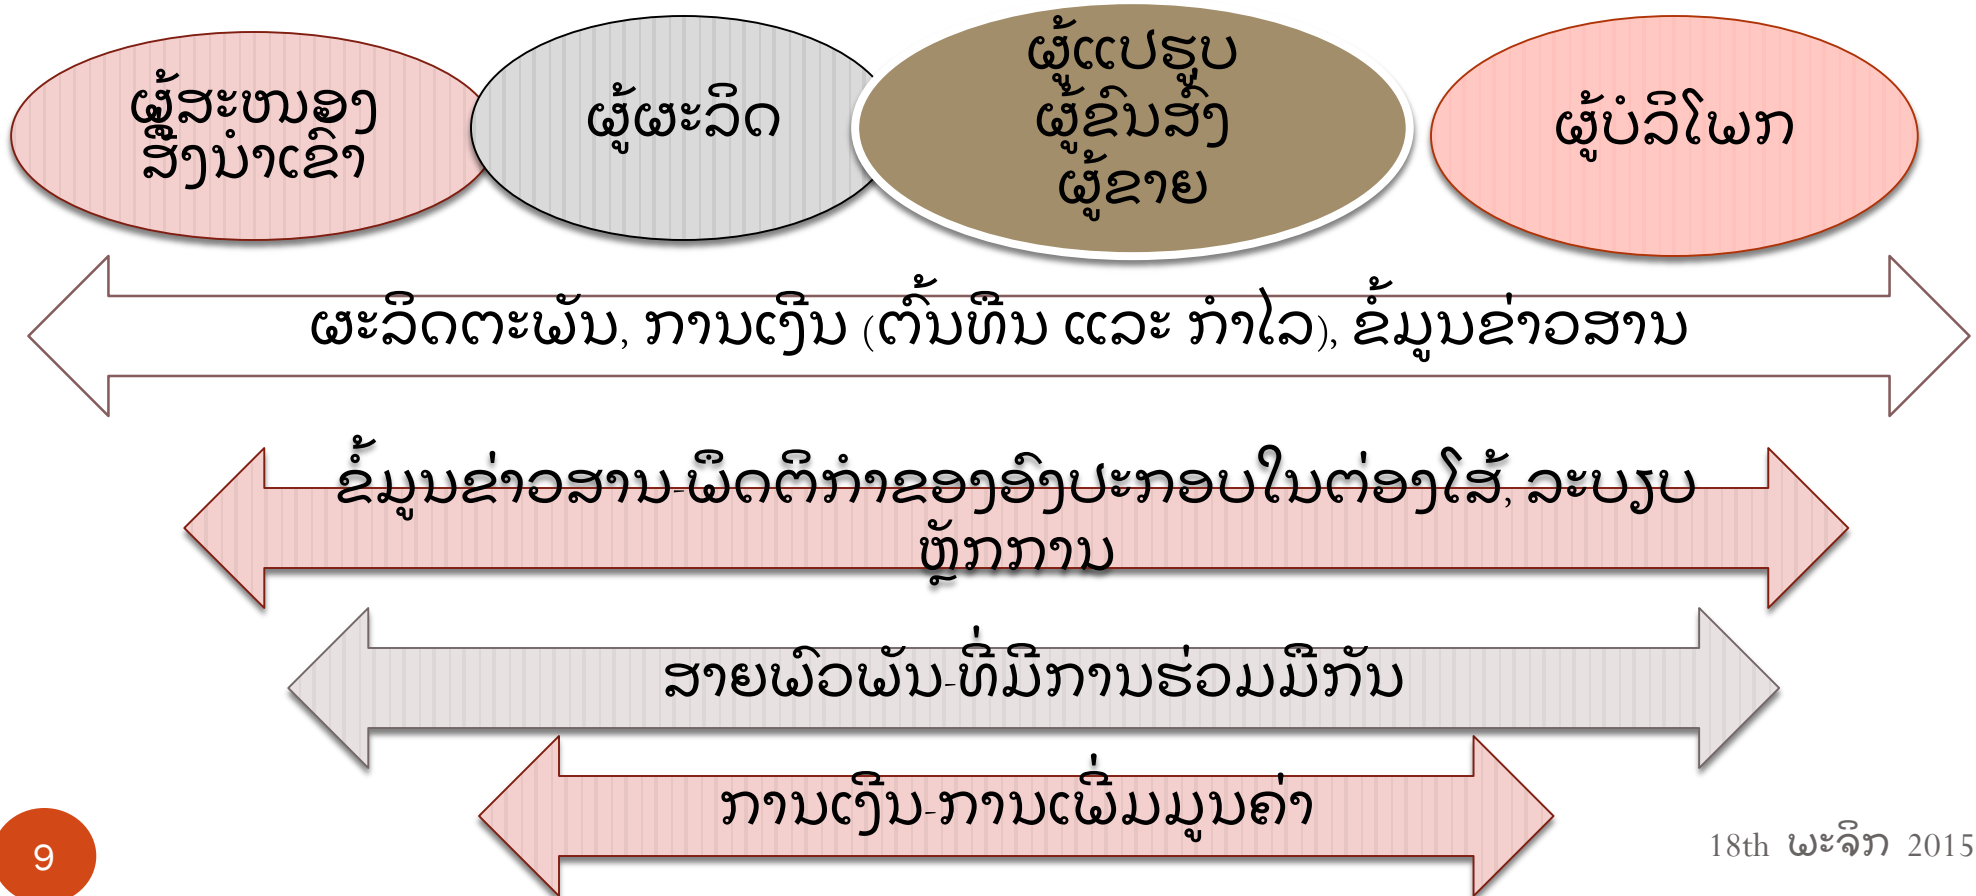 ຜູ້ສະໜອງ
ສິ່ງນຳເຂົ້າ
ຜູ້ຜະລິດ
ຜູ້ແປຮູບ
ຜູ້ຂົນສົ່ງ
ຜູ້ຂາຍ
ຜູ້ບໍລິໂພກ
ຜະລິດຕະພັນ, ການເງິນ (ຕົ້ນທຶນ ແລະ ກຳໄລ), ຂໍ້ມູນຂ່າວສານ
ຂໍ້ມູນຂ່າວສານ-ພຶດຕິກຳຂອງອົງປະກອບໃນຕ່ອງໂສ້, ລະບຽບ
ຫຼັກການ
ສາຍພົວພັນ-ທີ່ມີການຮ່ວມມືກັນ
ການເງິນ-ການເພີ່ມມູນຄ່າ
9
18th ພະຈິກ 2015